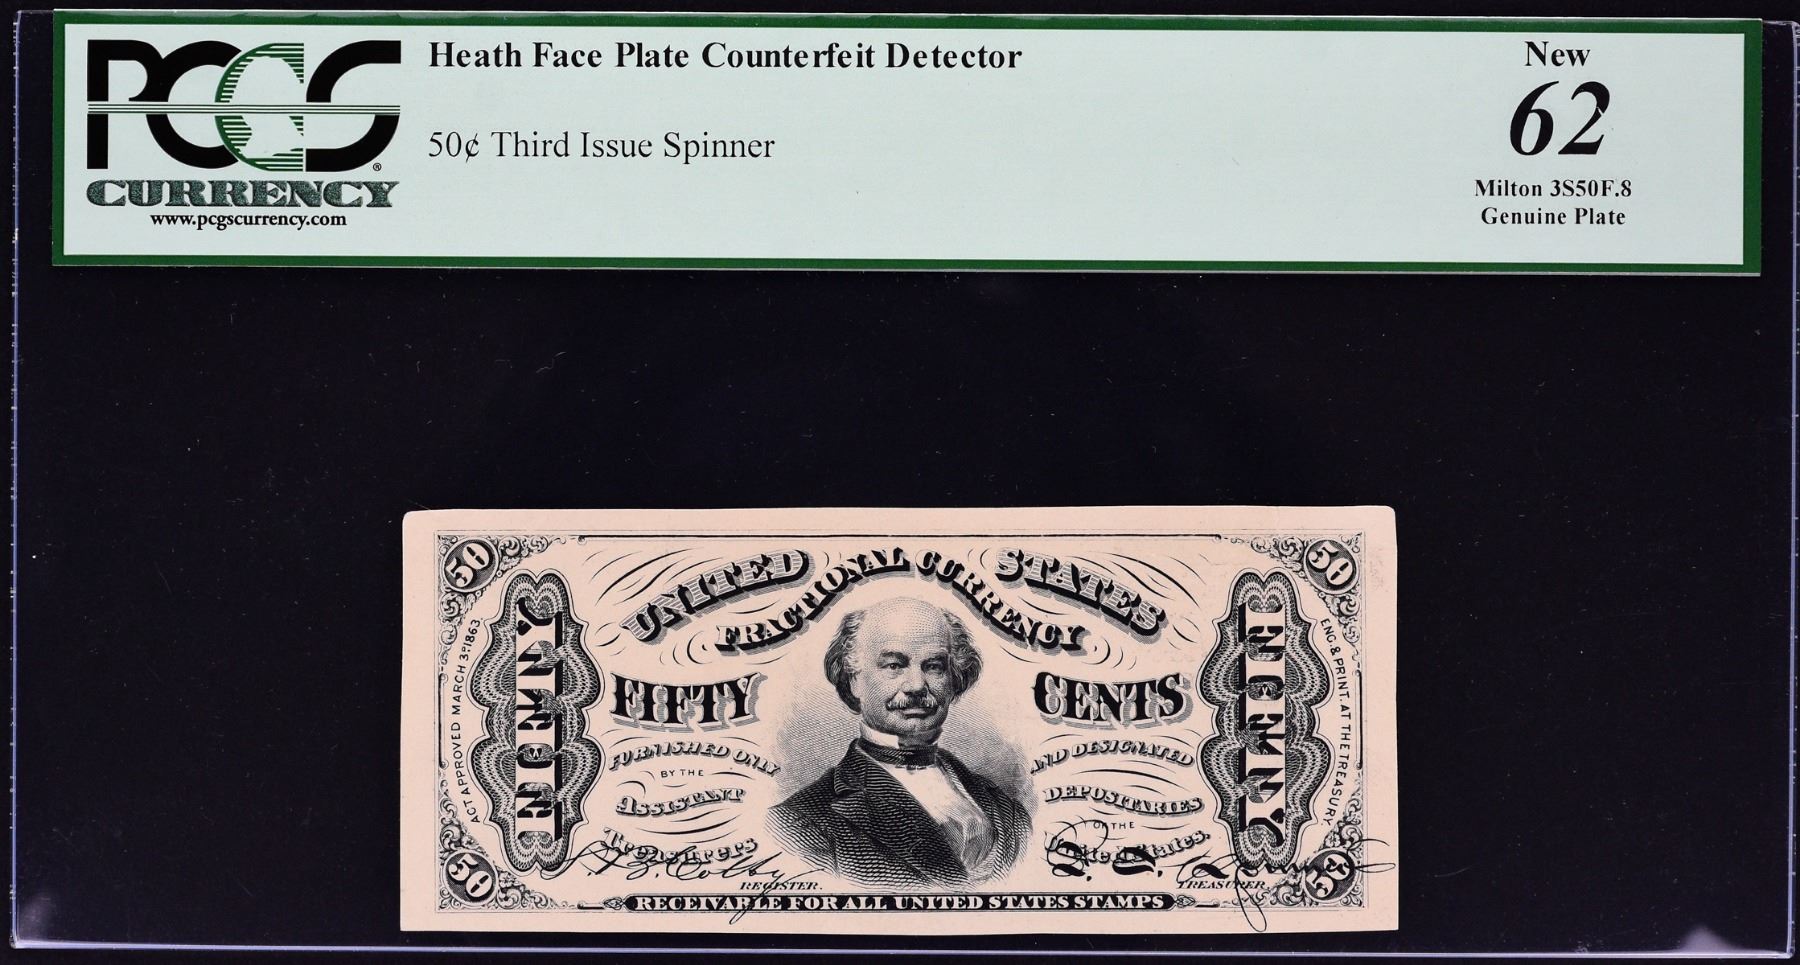 PCGS
CURRENCY
www.pcgscurrency.com
Heath Face Plate Counterfeit Detector
50¢ Third Issue Spinner
New
62
Milton 3S50F.8
Genuine Plate
50
50
UNITED STATES
FRACTIONAL CURRENCY
FIFTY
FIFTY
FIFTY CENTS
ACT APPROVED MARCH 3D 1863
ENG. & PRINT. AT THE TREASURY
FURNISHED ONLY AND DESIGNATED
BY THE
ASSISTANT DEPOSITARIES
OF THE
Treasurers United States.
S. B. Colby
REGISTER.
TREASURER
50
50
RECEIVABLE FOR ALL UNITED STATES STAMPS